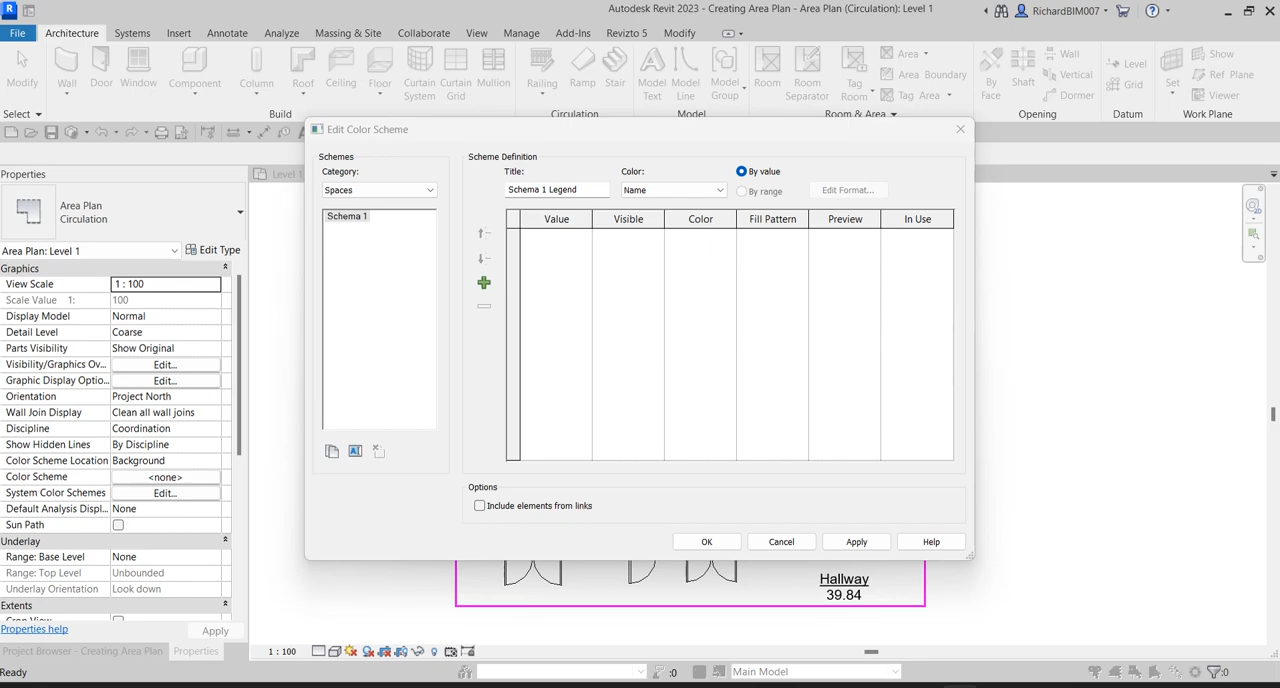 Autodesk Revit 2023 - Creating Area Plan - Area Plan (Circulation): Level 1
RichardBIM007
File Architecture Systems Insert Annotate Analyze Massing & Site Collaborate View Manage Add-Ins Revizto 5 Modify
Modify Wall Door Window Component Column Roof Ceiling Floor Curtain System Curtain Grid Mullion Railing Ramp Stair Model Text Model Line Model Group Room Room Separator Tag Room Area Area Boundary Tag Area By Face Shaft Wall Vertical Dormer Level Grid Set Show Ref Plane Viewer
Select Build Circulation Model Room & Area Opening Datum Work Plane
Properties
Level 1
Area Plan
Circulation
Area Plan: Level 1 Edit Type
Graphics
View Scale 1 : 100
Scale Value 1: 100
Display Model Normal
Detail Level Coarse
Parts Visibility Show Original
Visibility/Graphics Ov... Edit...
Graphic Display Optio... Edit...
Orientation Project North
Wall Join Display Clean all wall joins
Discipline Coordination
Show Hidden Lines By Discipline
Color Scheme Location Background
Color Scheme <none>
System Color Schemes Edit...
Default Analysis Displ... None
Sun Path
Underlay
Range: Base Level None
Range: Top Level Unbounded
Underlay Orientation Look down
Extents
Crop View
Properties help Apply
Project Browser - Creating Area Plan Properties
Edit Color Scheme
Schemes
Category:
Spaces
Schema 1
Scheme Definition
Title: Color: By value
Schema 1 Legend Name By range Edit Format...
Value Visible Color Fill Pattern Preview In Use
Options
Include elements from links
OK Cancel Apply Help
Hallway
39.84
1 : 100
Ready :0 Main Model :0